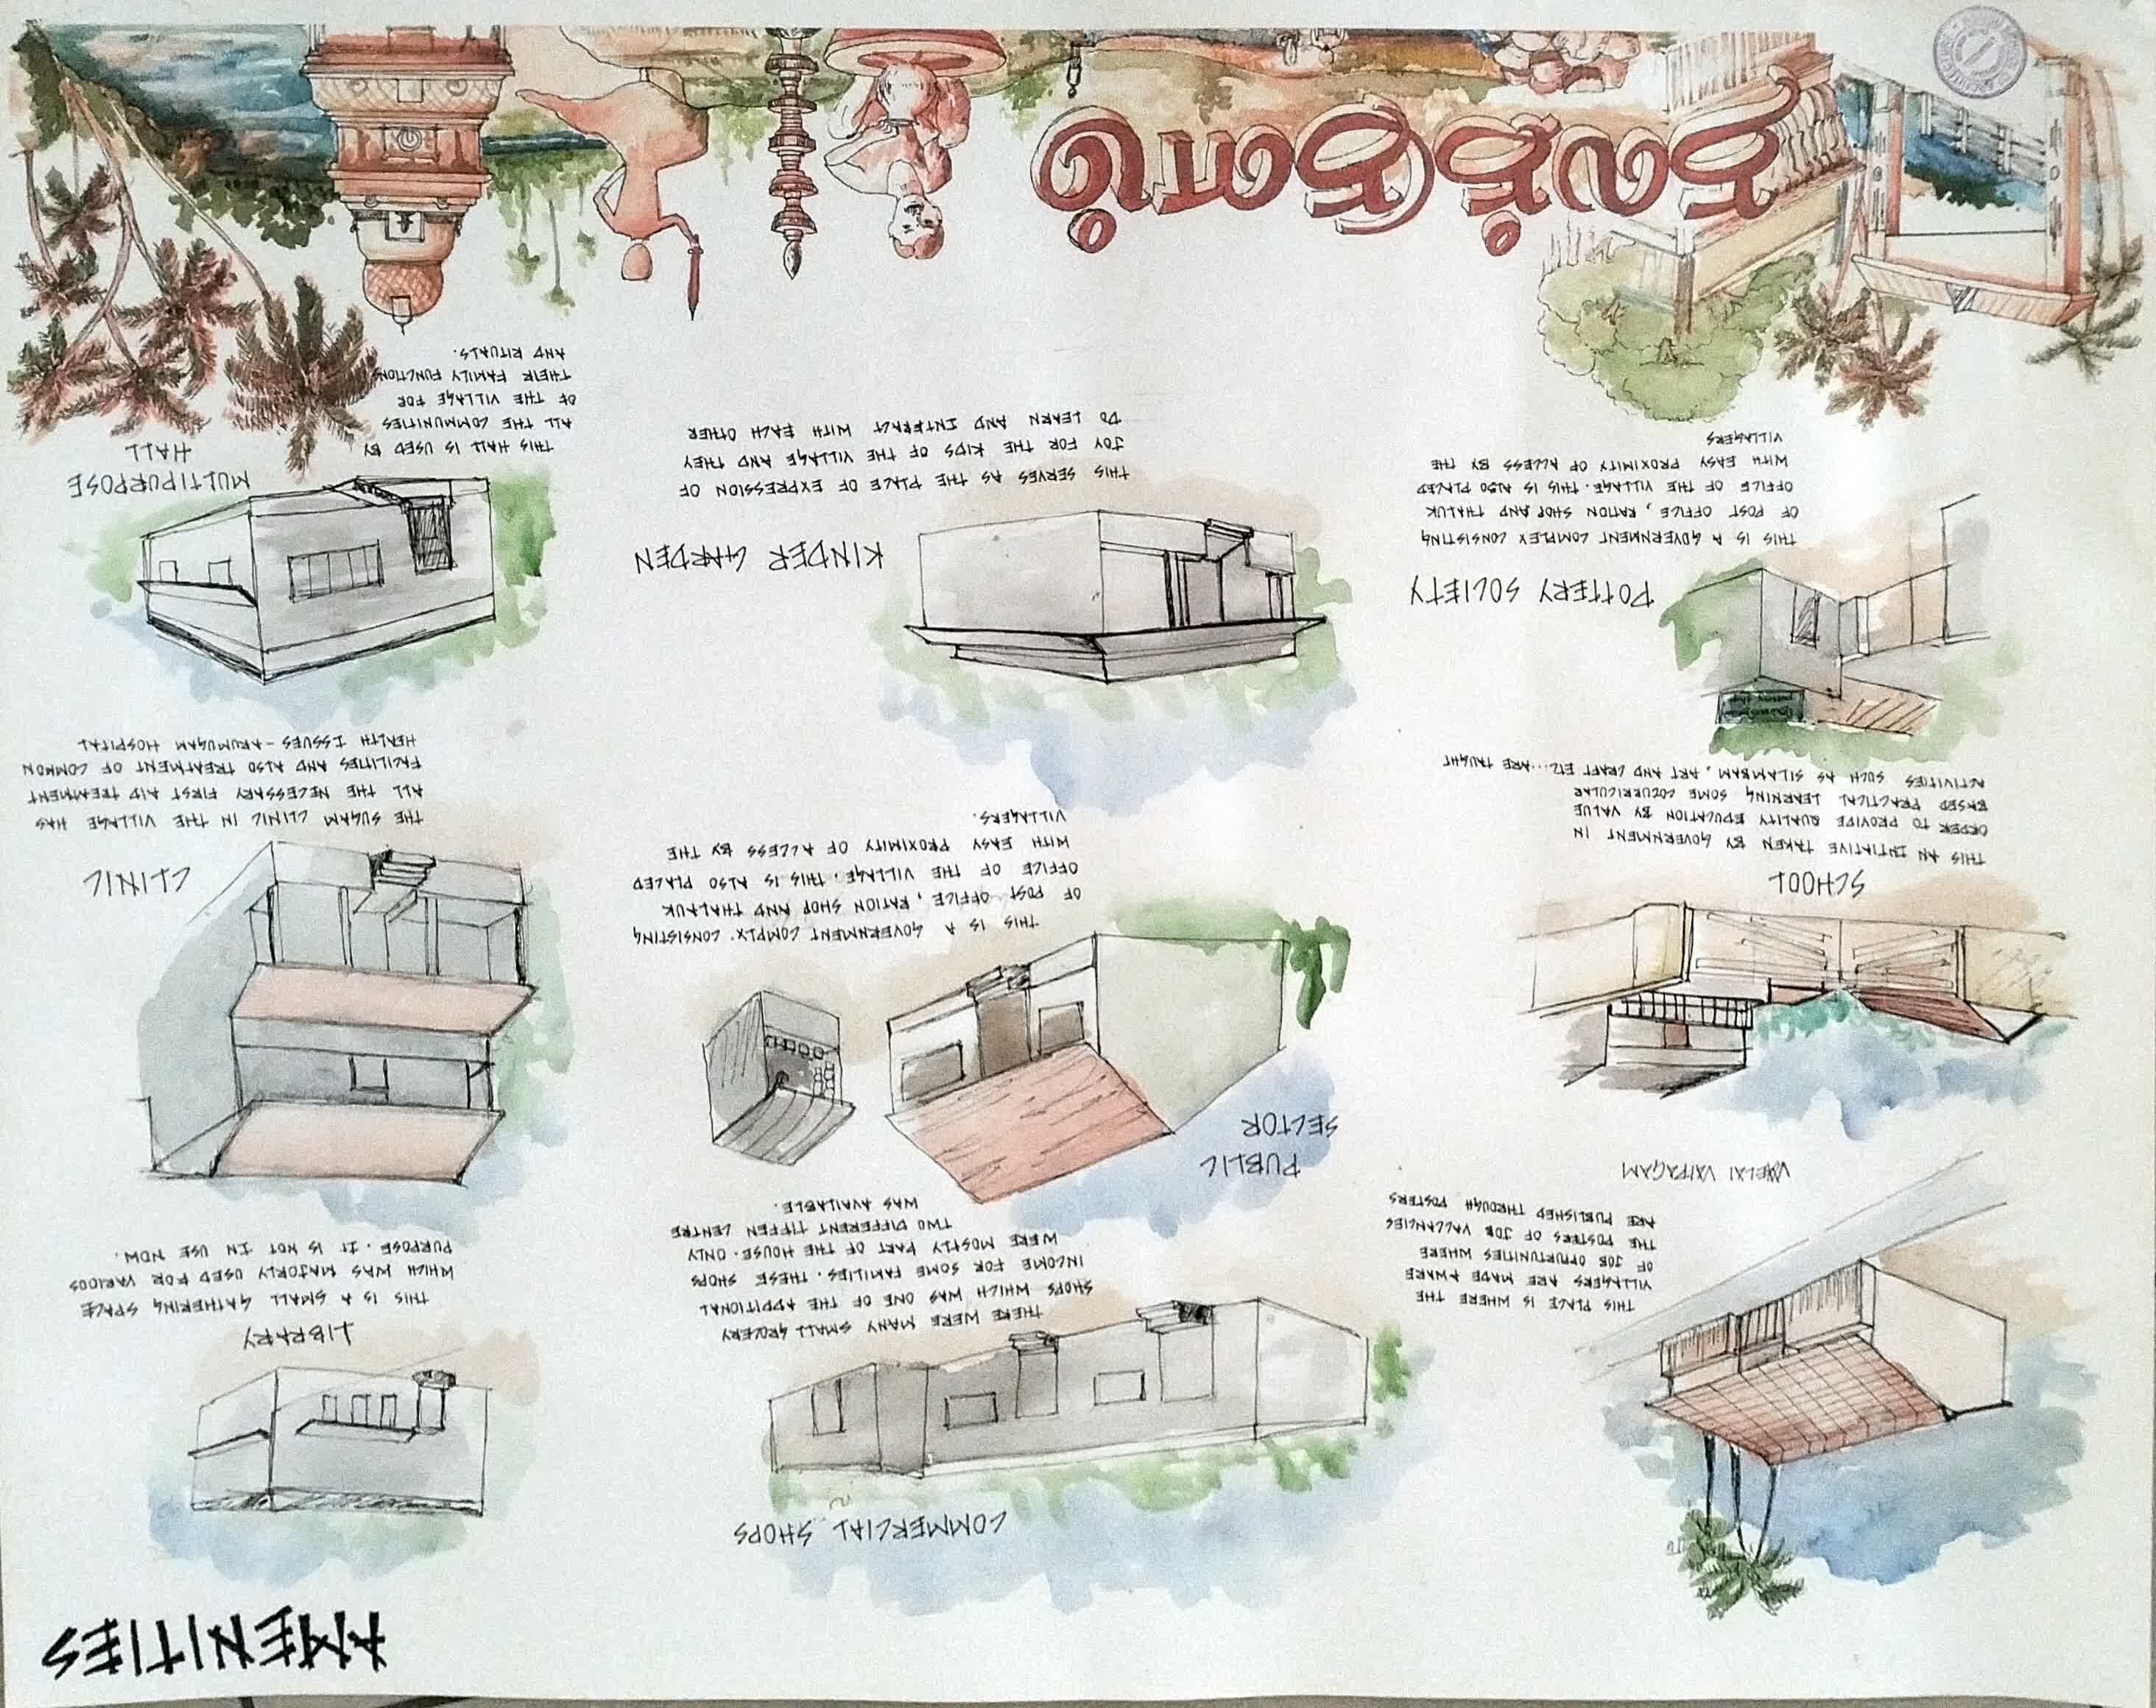 AMENITIES
VAELAI VAIPAGAM
THIS PLACE IS WHERE THE
VILLAGERS ARE MADE AWARE
OF JOB OPPORTUNITIES WHERE
THE POSTERS OF JOB VACANCIES
ARE PUBLISHED THROUGH POSTERS
COMMERCIAL SHOPS
THERE WERE MANY SMALL GROCERY
SHOPS WHICH WAS ONE OF THE ADDITIONAL
INCOME FOR SOME FAMILIES. THESE SHOPS
WERE MOSTLY PART OF THE HOUSE. ONLY
TWO DIFFERENT TIFFEN CENTRE
WAS AVAILABLE.
LIBRARY
THIS IS A SMALL GATHERING SPACE
WHICH WAS MAJORLY USED FOR VARIOUS
PURPOSE. IT IS NOT IN USE NOW.
SCHOOL
THIS AN INTIATIVE TAKEN BY GOVERNMENT IN
ORDER TO PROVIDE QUALITY EDUCATION BY VALUE
BASED PRACTICAL LEARNING SOME COCURICULAR
ACTIVITIES SUCH AS SILAMBAM, ART AND CRAFT ETC...ARE TAUGHT
PUBLIC
SECTOR
THIS IS A GOVERNMENT COMPLX. CONSISTING
OF POST OFFICE, RATION SHOP AND THALAUK
OFFICE OF THE VILLAGE. THIS IS ALSO PLACED
WITH EASY PROXIMITY OF ACCESS BY THE
VILLAGERS.
CLINIC
THE SUGAM CLINIC IN THE VILLAGE HAS
ALL THE NECESSARY FIRST AID TREATMENT
FACILITIES AND ALSO TREATMENT OF COMMON
HEALTH ISSUES -ARUMUGAM HOSPITAL
POTTERY SOCIETY
THIS IS A GOVERNMENT COMPLEX CONSISTING
OF POST OFFICE, RATION SHOP AND THALUK
OFFICE OF THE VILLAGE. THIS IS ALSO PLACED
WITH EASY PROXIMITY OF ACCESS BY THE
VILLAGERS
KINDER GARDEN
THIS SERVES AS THE PLACE OF EXPRESSION OF
JOY FOR THE KIDS OF THE VILLAGE AND THEY
DO LEARN AND INTERACT WITH EACH OTHER
MULTIPURPOSE
HALL
THIS HALL IS USED BY
ALL THE COMMUNITIES
OF THE VILLAGE FOR
THEIR FAMILY FUNCTIONS
AND RITUALS.